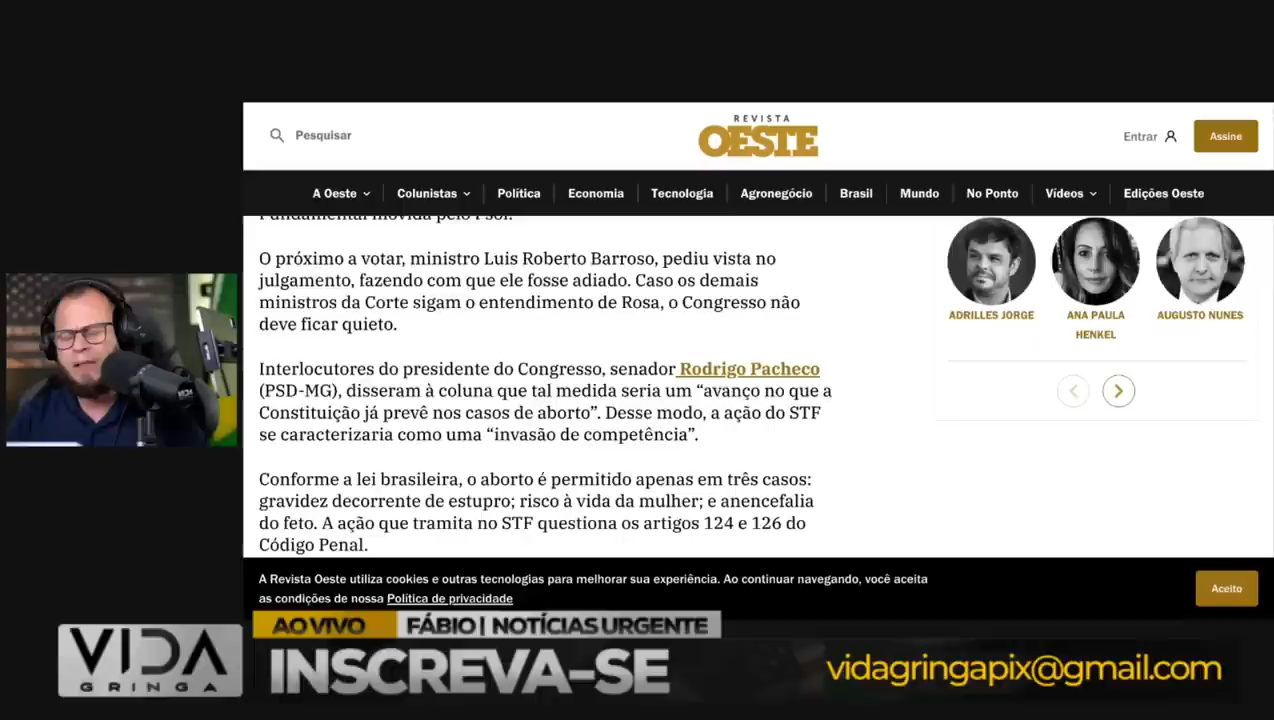 Pesquisar
REVISTA
OESTE
Entrar
Assine
A Oeste
Colunistas
Política
Economia
Tecnologia
Agronegócio
Brasil
Mundo
No Ponto
Vídeos
Edições Oeste
Fundamental movida pelo Psol.
O próximo a votar, ministro Luis Roberto Barroso, pediu vista no
julgamento, fazendo com que ele fosse adiado. Caso os demais
ministros da Corte sigam o entendimento de Rosa, o Congresso não
deve ficar quieto.
Interlocutores do presidente do Congresso, senador Rodrigo Pacheco
(PSD-MG), disseram à coluna que tal medida seria um “avanço no que a
Constituição já prevê nos casos de aborto”. Desse modo, a ação do STF
se caracterizaria como uma “invasão de competência”.
Conforme a lei brasileira, o aborto é permitido apenas em três casos:
gravidez decorrente de estupro; risco à vida da mulher; e anencefalia
do feto. A ação que tramita no STF questiona os artigos 124 e 126 do
Código Penal.
ADRILLES JORGE
ANA PAULA
HENKEL
AUGUSTO NUNES
A Revista Oeste utiliza cookies e outras tecnologias para melhorar sua experiência. Ao continuar navegando, você aceita
as condições de nossa Política de privacidade
Aceito
AO VIVO
FÁBIO | NOTÍCIAS URGENTE
VIDA
GRINGA
INSCREVA-SE
vidagringapix@gmail.com